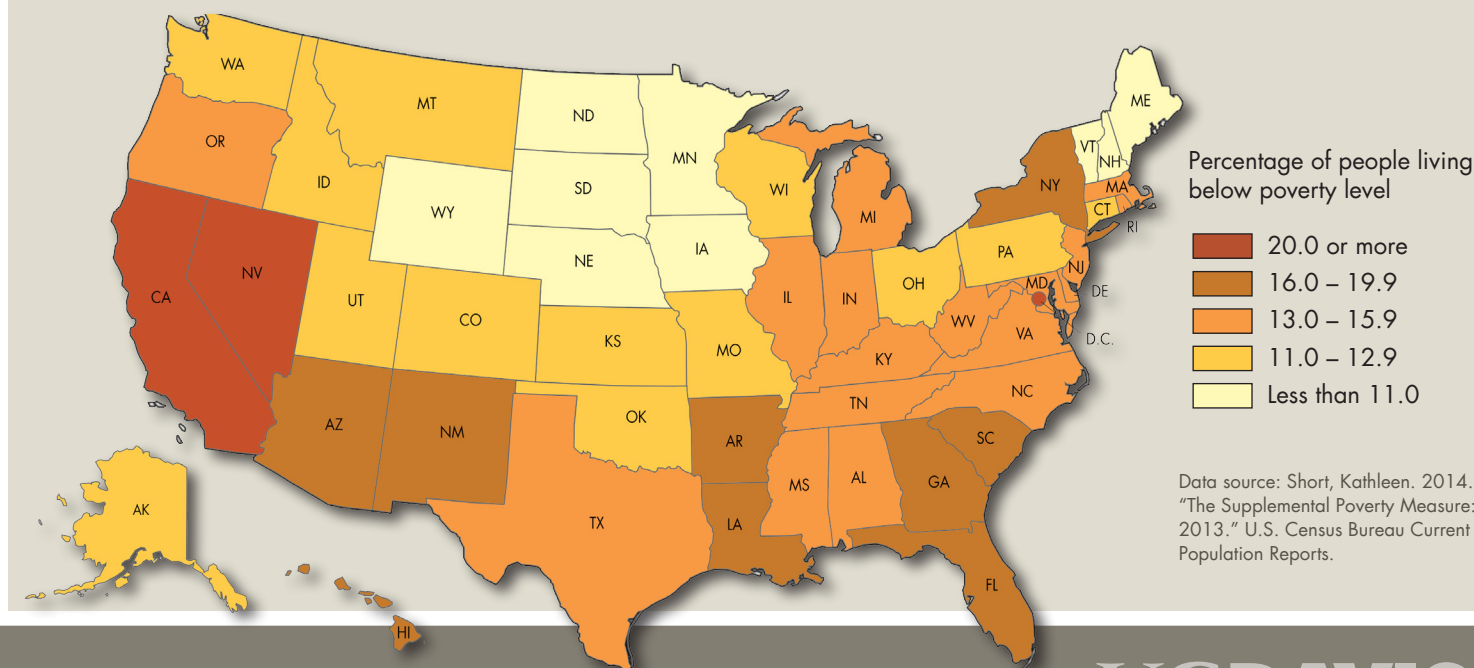 WA
MT
ND
MN
ME
OR
ID
WY
SD
WI
MI
NY
VT
NH
MA
CT
RI
NV
CA
UT
CO
NE
IA
IL
IN
OH
PA
NJ
MD
DE
D.C.
KS
MO
KY
WV
VA
AZ
NM
OK
AR
TN
NC
SC
TX
LA
MS
AL
GA
FL
AK
HI
Percentage of people living
below poverty level
20.0 or more
16.0 – 19.9
13.0 – 15.9
11.0 – 12.9
Less than 11.0
Data source: Short, Kathleen. 2014.
“The Supplemental Poverty Measure:
2013.” U.S. Census Bureau Current
Population Reports.